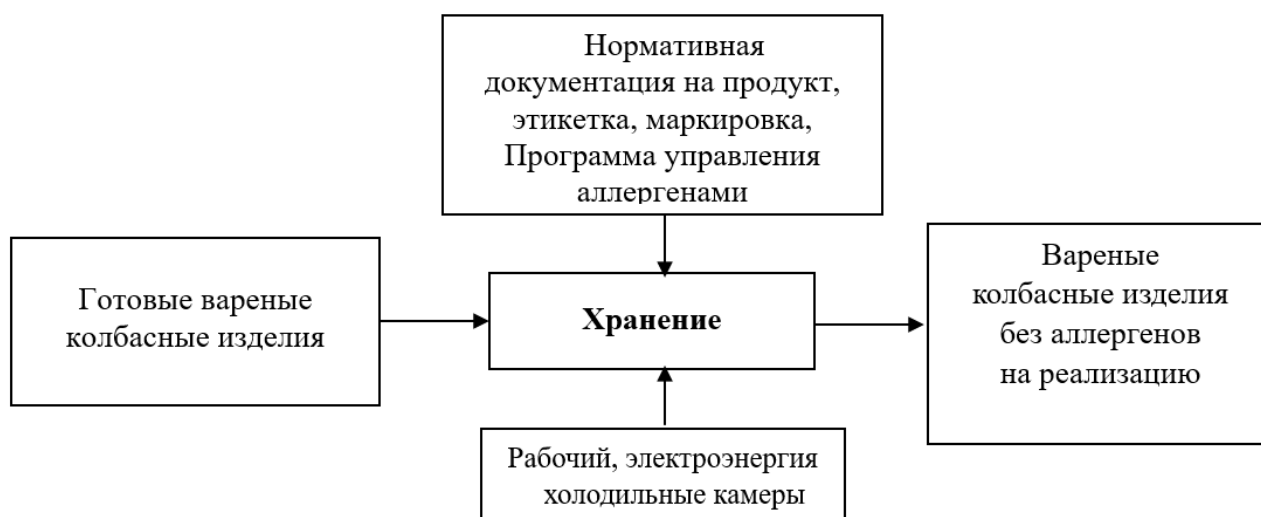 Нормативная
документация на продукт,
этикетка, маркировка,
Программа управления
аллергенами
Готовые вареные
колбасные изделия
Хранение
Вареные
колбасные изделия
без аллергенов
на реализацию
Рабочий, электроэнергия
холодильные камеры